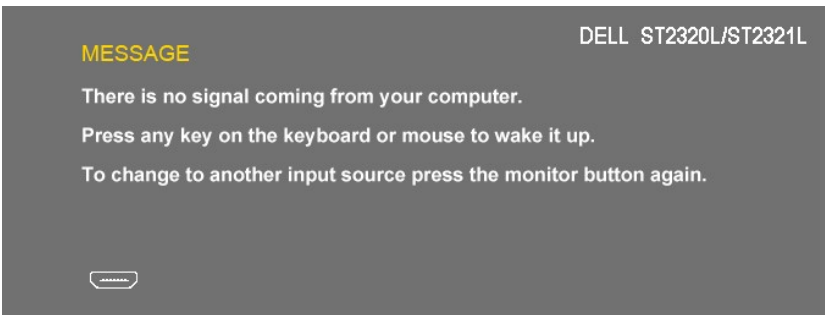 DELL ST2320L/ST2321L
MESSAGE
There is no signal coming from your computer.
Press any key on the keyboard or mouse to wake it up.
To change to another input source press the monitor button again.